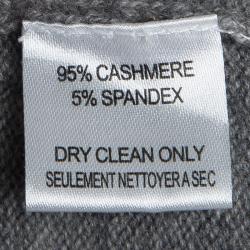 95% CASHMERE
5% SPANDEX
DRY CLEAN ONLY
SEULEMENT NETTOYER A SEC